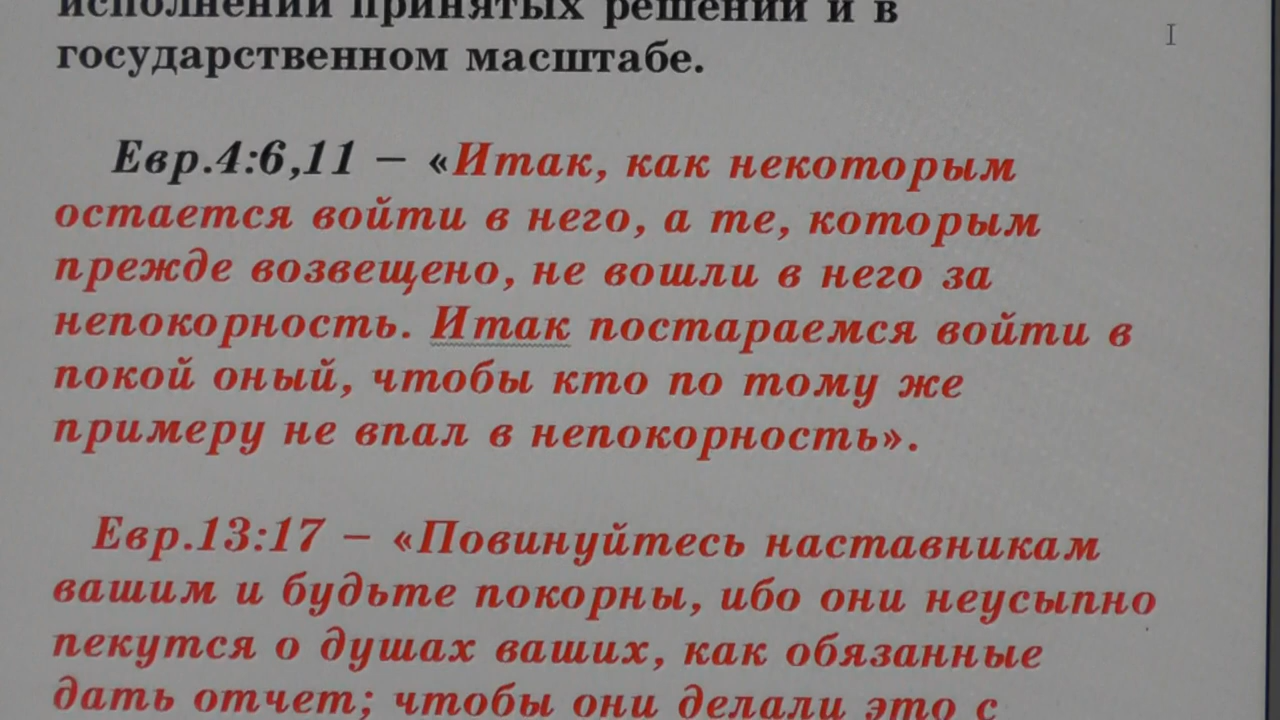 исполнении принятых решений и в
государственном масштабе.
Евр.4:6,11 – «Итак, как некоторым
остается войти в него, а те, которым
прежде возвещено, не вошли в него за
непокорность. Итак постараемся войти в
покой оный, чтобы кто по тому же
примеру не впал в непокорность».
Евр.13:17 – «Повинуйтесь наставникам
вашим и будьте покорны, ибо они неусыпно
пекутся о душах ваших, как обязанные
дать отчет; чтобы они делали это с